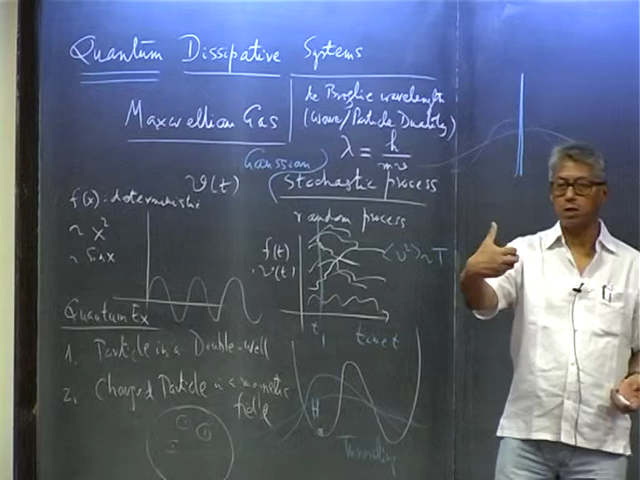 Quantum Dissipative Systems
Maxwellian Gas
de Broglie wavelength
(Wave/Particle Duality)
λ = h/mv
Gaussian
v(t)
Stochastic process
f(x) - deterministic
~ x²
~ Sin x
random process
f(t)
v(t)
<v²> ~ T
t₁
time t
Quantum Ex
1. Particle in a Double-well
2. Charged Particle in a magnetic
field
Tunneling